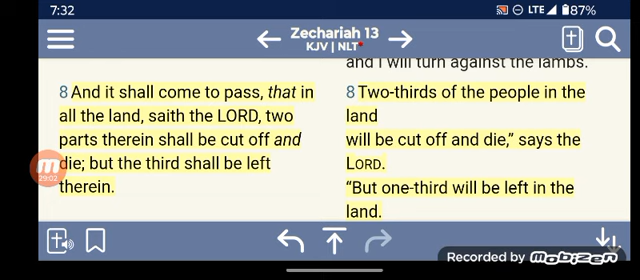 7:32
LTE 87%
Zechariah 13
KJV | NLT
and I will turn against the lambs.
8 And it shall come to pass, that in
all the land, saith the LORD, two
parts therein shall be cut off and
die; but the third shall be left
therein.
8 Two-thirds of the people in the
land
will be cut off and die,” says the
LORD.
“But one-third will be left in the
land.
M
29:02
Recorded by Mobizen